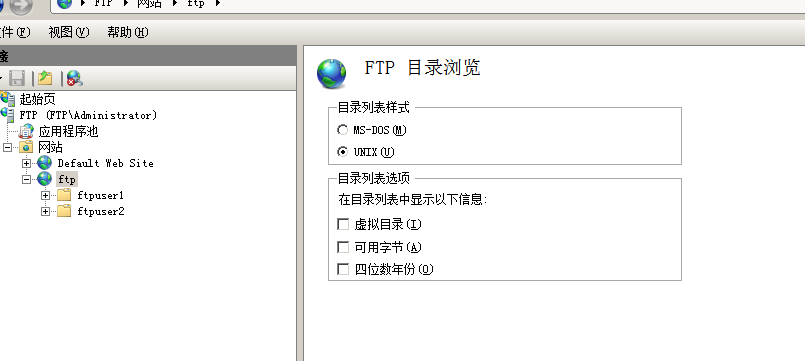 FTP 网站 ftp
件(F) 视图(V) 帮助(H)
接
起始页
FTP (FTP\Administrator)
应用程序池
网站
Default Web Site
ftp
ftpuser1
ftpuser2
FTP 目录浏览
目录列表样式
MS-DOS(M)
UNIX(U)
目录列表选项
在目录列表中显示以下信息:
虚拟目录(I)
可用字节(A)
四位数年份(O)